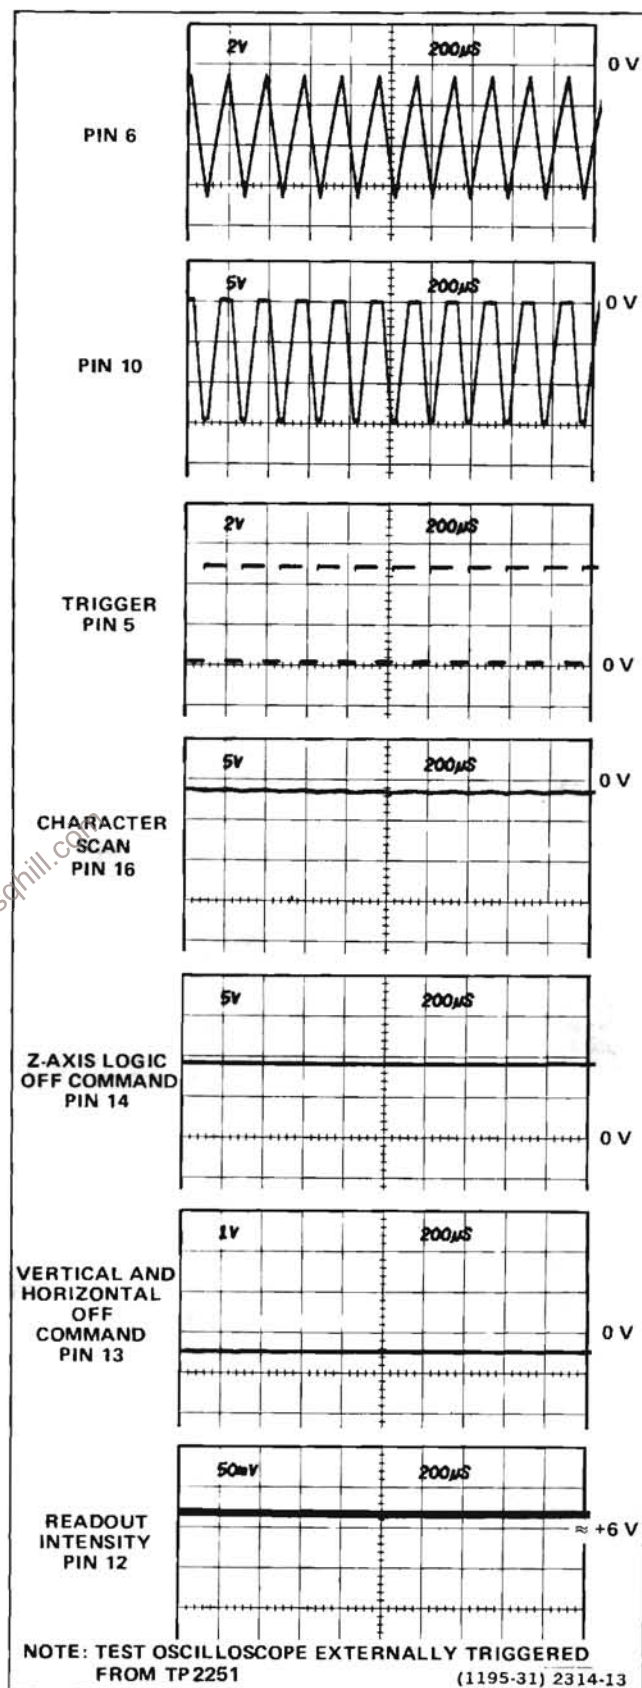 2V 200μS
0 V
PIN 6
5V 200μS
0 V
PIN 10
2V 200μS
TRIGGER
PIN 5
0 V
5V 200μS
0 V
CHARACTER
SCAN
PIN 16
5V 200μS
Z-AXIS LOGIC
OFF COMMAND
PIN 14
0 V
1V 200μS
VERTICAL AND
HORIZONTAL
OFF
COMMAND
PIN 13
0 V
50mV 200μS
READOUT
INTENSITY
PIN 12
≈ +6 V
NOTE: TEST OSCILLOSCOPE EXTERNALLY TRIGGERED
FROM TP2251
(1195-31) 2314-13